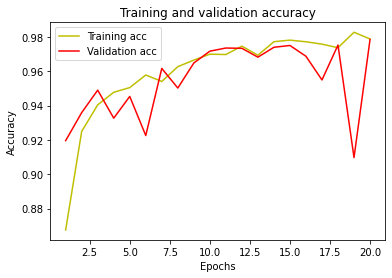 Training and validation accuracy
Training acc
Validation acc
Accuracy
0.98
0.96
0.94
0.92
0.90
0.88
2.5 5.0 7.5 10.0 12.5 15.0 17.5 20.0
Epochs